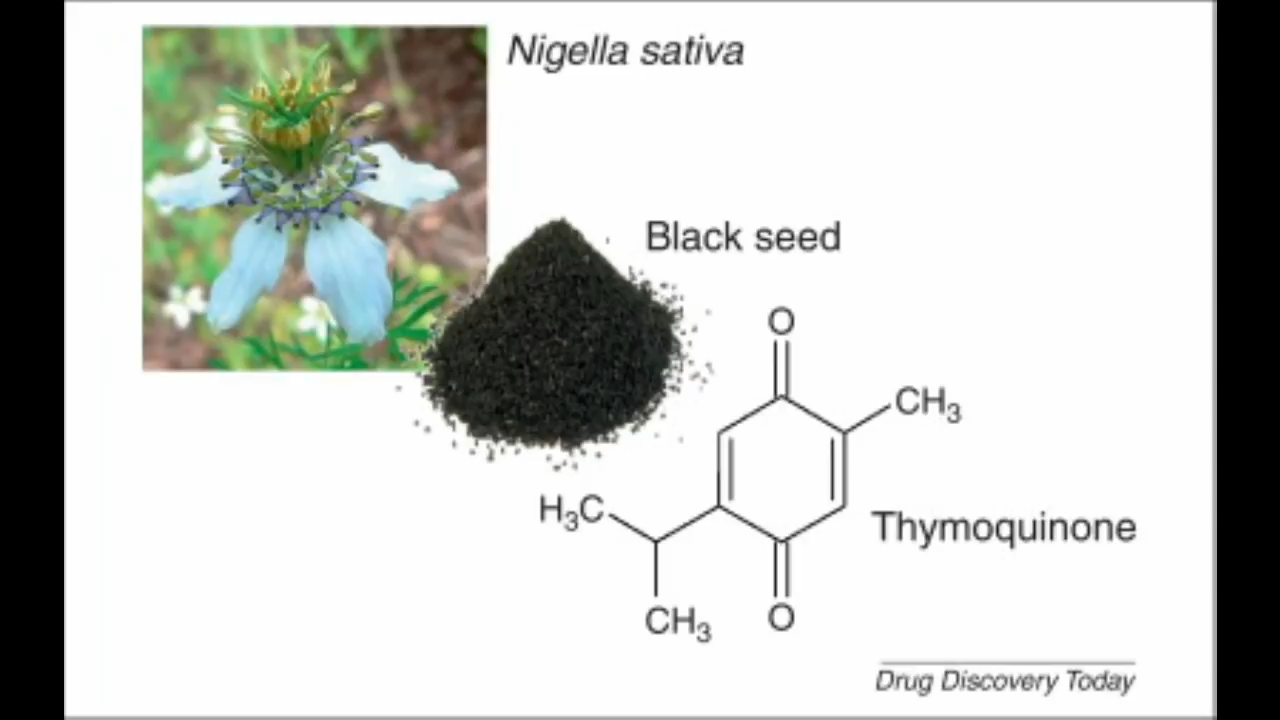 Nigella sativa
Black seed
O
CH₃
H₃C
Thymoquinone
CH₃
O
Drug Discovery Today